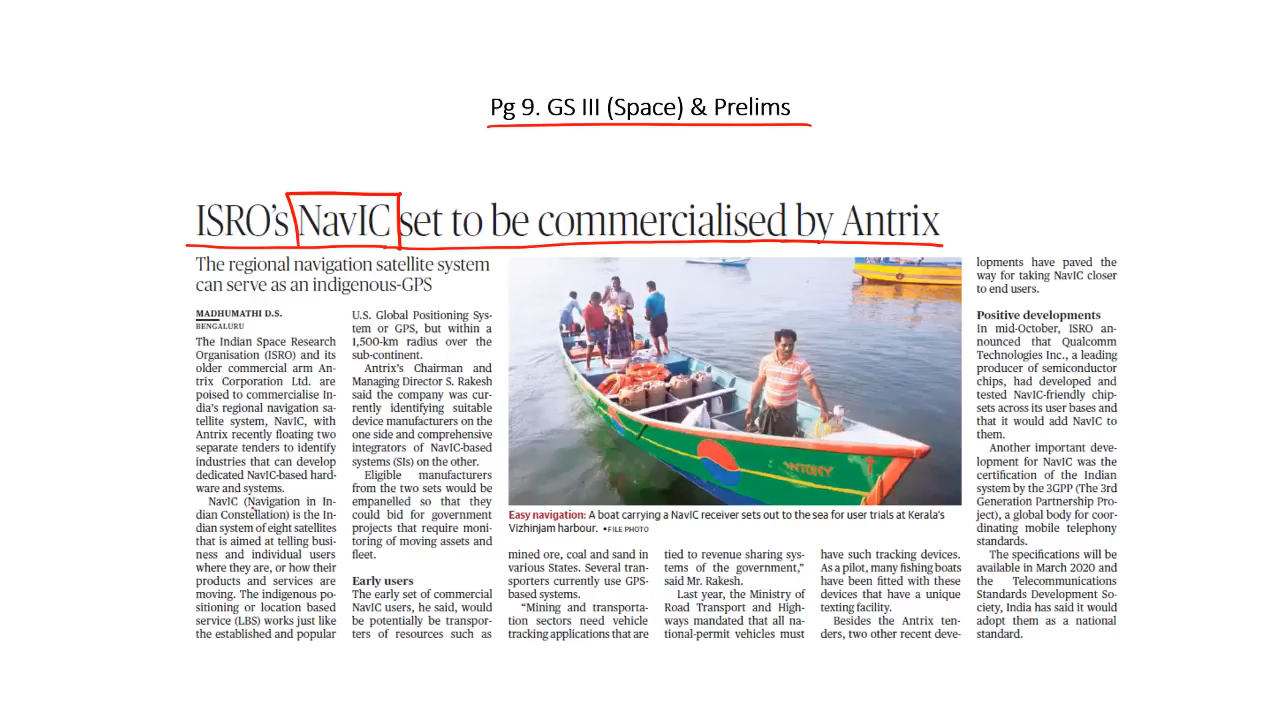 Pg 9. GS III (Space) & Prelims
ISRO's NavIC set to be commercialised by Antrix
The regional navigation satellite system
can serve as an indigenous-GPS
MADHUMATHI D.S.
BENGALURU
The Indian Space Research
Organisation (ISRO) and its
older commercial arm An-
trix Corporation Ltd. are
poised to commercialise In-
dia's regional navigation sa-
tellite system, NavIC, with
Antrix recently floating two
separate tenders to identify
industries that can develop
dedicated NavIC-based hard-
ware and systems.
NavIC (Navigation in In-
dian Constellation) is the In-
dian system of eight satellites
that is aimed at telling busi-
ness and individual users
where they are, or how their
products and services are
moving. The indigenous po-
sitioning or location based
service (LBS) works just like
the established and popular
U.S. Global Positioning Sys-
tem or GPS, but within a
1,500-km radius over the
sub-continent.
Antrix's Chairman and
Managing Director S. Rakesh
said the company was cur-
rently identifying suitable
device manufacturers on the
one side and comprehensive
integrators of NavIC-based
systems (SIs) on the other.
Eligible manufacturers
from the two sets would be
empanelled so that they
could bid for government
projects that require moni-
toring of moving assets and
fleet.
Early users
The early set of commercial
NavIC users, he said, would
be potentially be transpor-
ters of resources such as
ANTONY
Easy navigation: A boat carrying a NavIC receiver sets out to the sea for user trials at Kerala's
Vizhinjam harbour. •FILE PHOTO
mined ore, coal and sand in
various States. Several tran-
sporters currently use GPS-
based systems.
"Mining and transporta-
tion sectors need vehicle
tracking applications that are
tied to revenue sharing sys-
tems of the government,"
said Mr. Rakesh.
Last year, the Ministry of
Road Transport and High-
ways mandated that all na-
tional-permit vehicles must
have such tracking devices.
As a pilot, many fishing boats
have been fitted with these
devices that have a unique
texting facility.
Besides the Antrix ten-
ders, two other recent deve-
lopments have paved the
way for taking NavIC closer
to end users.
Positive developments
In mid-October, ISRO an-
nounced that Qualcomm
Technologies Inc., a leading
producer of semiconductor
chips, had developed and
tested NavIC-friendly chip-
sets across its user bases and
that it would add NavIC to
them.
Another important deve-
lopment for NavIC was the
certification of the Indian
system by the 3GPP (The 3rd
Generation Partnership Pro-
ject), a global body for coor-
dinating mobile telephony
standards.
The specifications will be
available in March 2020 and
the Telecommunications
Standards Development So-
ciety, India has said it would
adopt them as a national
standard.